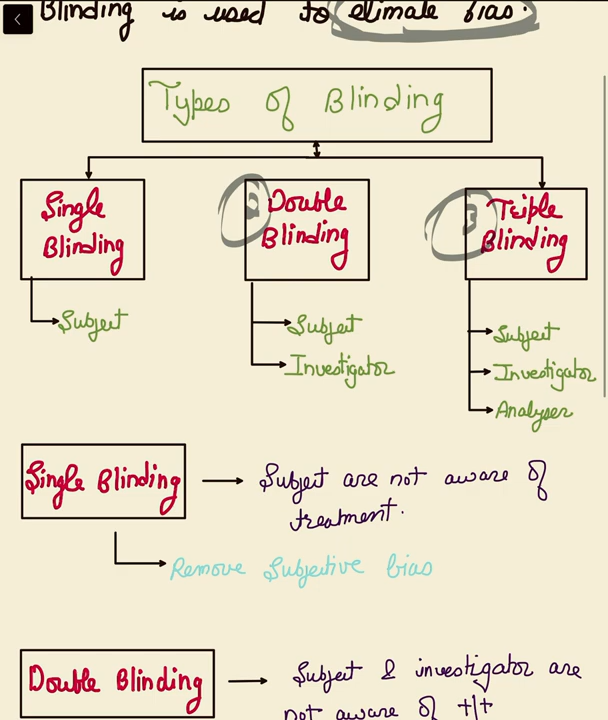 Blinding is used to elimate bias.
Types of Blinding
Single
Blinding
Subject
2 Double
Blinding
Subject
Investigator
3 Triple
Blinding
Subject
Investigator
Analyser
Single Blinding
Subject are not aware of
treatment.
Remove Subjective bias
Double Blinding
Subject & investigator are
not aware of t/t